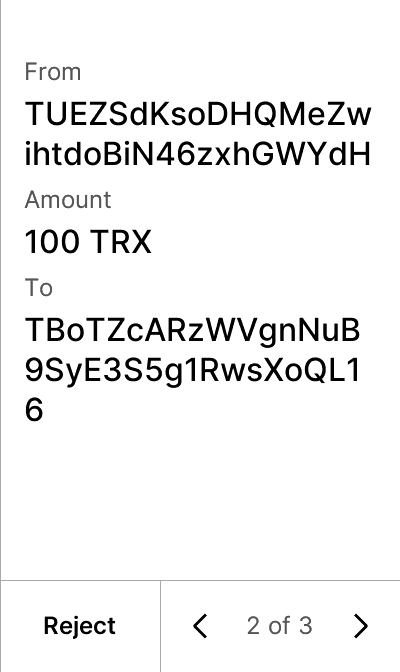 From
TUEZSdKsoDHQMeZw
ihtdoBiN46zxhGWYdH
Amount
100 TRX
To
TBoTZcARzWVgnNuB
9SyE3S5g1RwsXoQL1
6
Reject
2 of 3